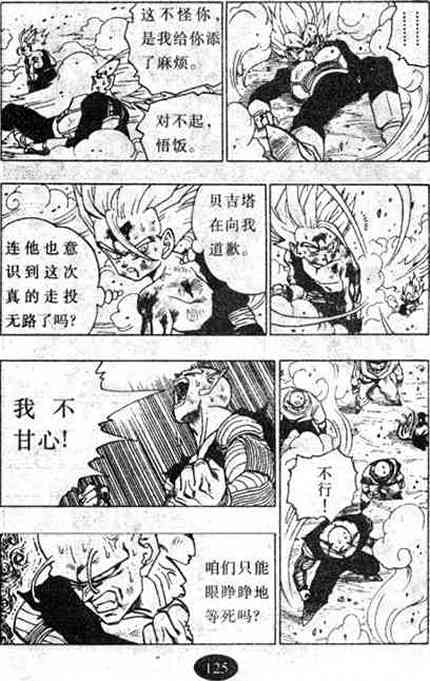 …………
这不怪你，
是我给你添
了麻烦。
对不起，
悟饭。
……
贝吉塔
在向我
道歉。
连他也意
识到这次
真的走投
无路了吗?
不行！
我不
甘心!
咱们只能
眼睁睁地
等死吗?
125